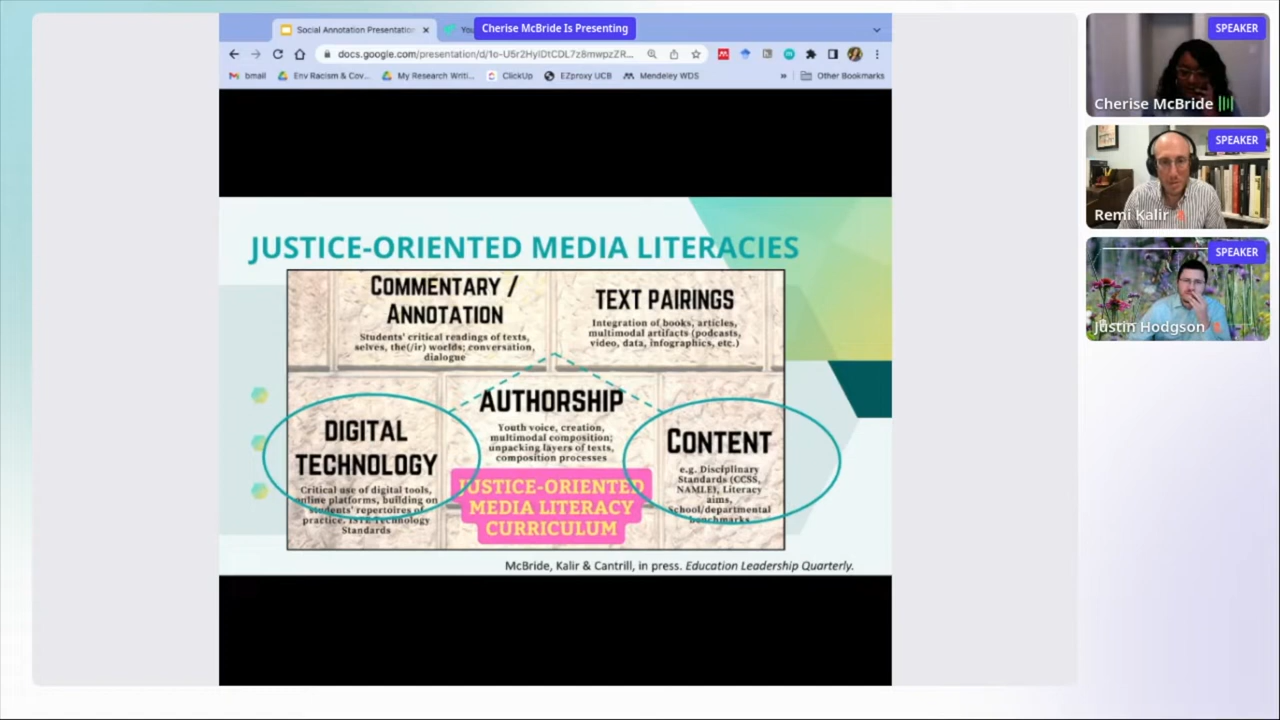 Social Annotation Presentation
You
Cherise McBride Is Presenting
docs.google.com/presentation/d/1o-U5r2HylDtCDL7z8mwpzZR...
bmail
Env Racism & Cov...
My Research Writi...
ClickUp
EZproxy UCB
Mendeley WDS
»
Other Bookmarks
JUSTICE-ORIENTED MEDIA LITERACIES
COMMENTARY /
ANNOTATION
Students' critical readings of texts,
selves, the(/ir) worlds; conversation,
dialogue
TEXT PAIRINGS
Integration of books, articles,
multimodal artifacts (podcasts,
video, data, infographics, etc.)
DIGITAL
TECHNOLOGY
Critical use of digital tools,
online platforms, building on
students' repertoires of
practice. ISTE Technology
Standards
AUTHORSHIP
Youth voice, creation,
multimodal composition;
unpacking layers of texts,
composition processes
JUSTICE-ORIENTED
MEDIA LITERACY
CURRICULUM
CONTENT
e.g. Disciplinary
Standards (CCSS,
NAMLE), Literacy
aims,
School/departmental
benchmarks
McBride, Kalir & Cantrill, in press. Education Leadership Quarterly.
SPEAKER
Cherise McBride
SPEAKER
Remi Kalir
SPEAKER
Justin Hodgson